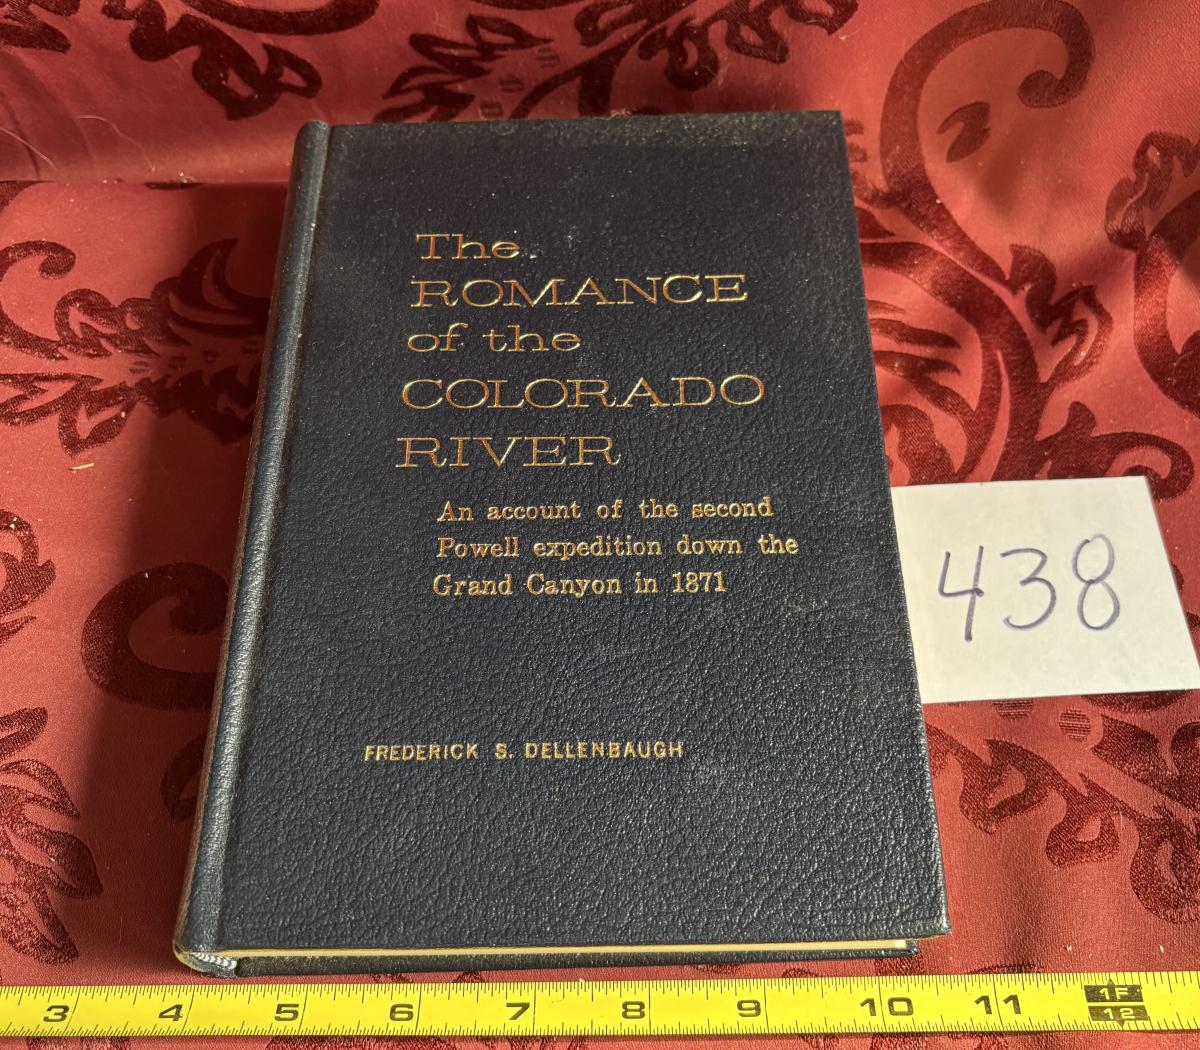 The
ROMANCE
of the
COLORADO
RIVER
An account of the second
Powell expedition down the
Grand Canyon in 1871
FREDERICK S. DELLENBAUGH
438
3 4 5 6 7 8 9 10 11 1F
12